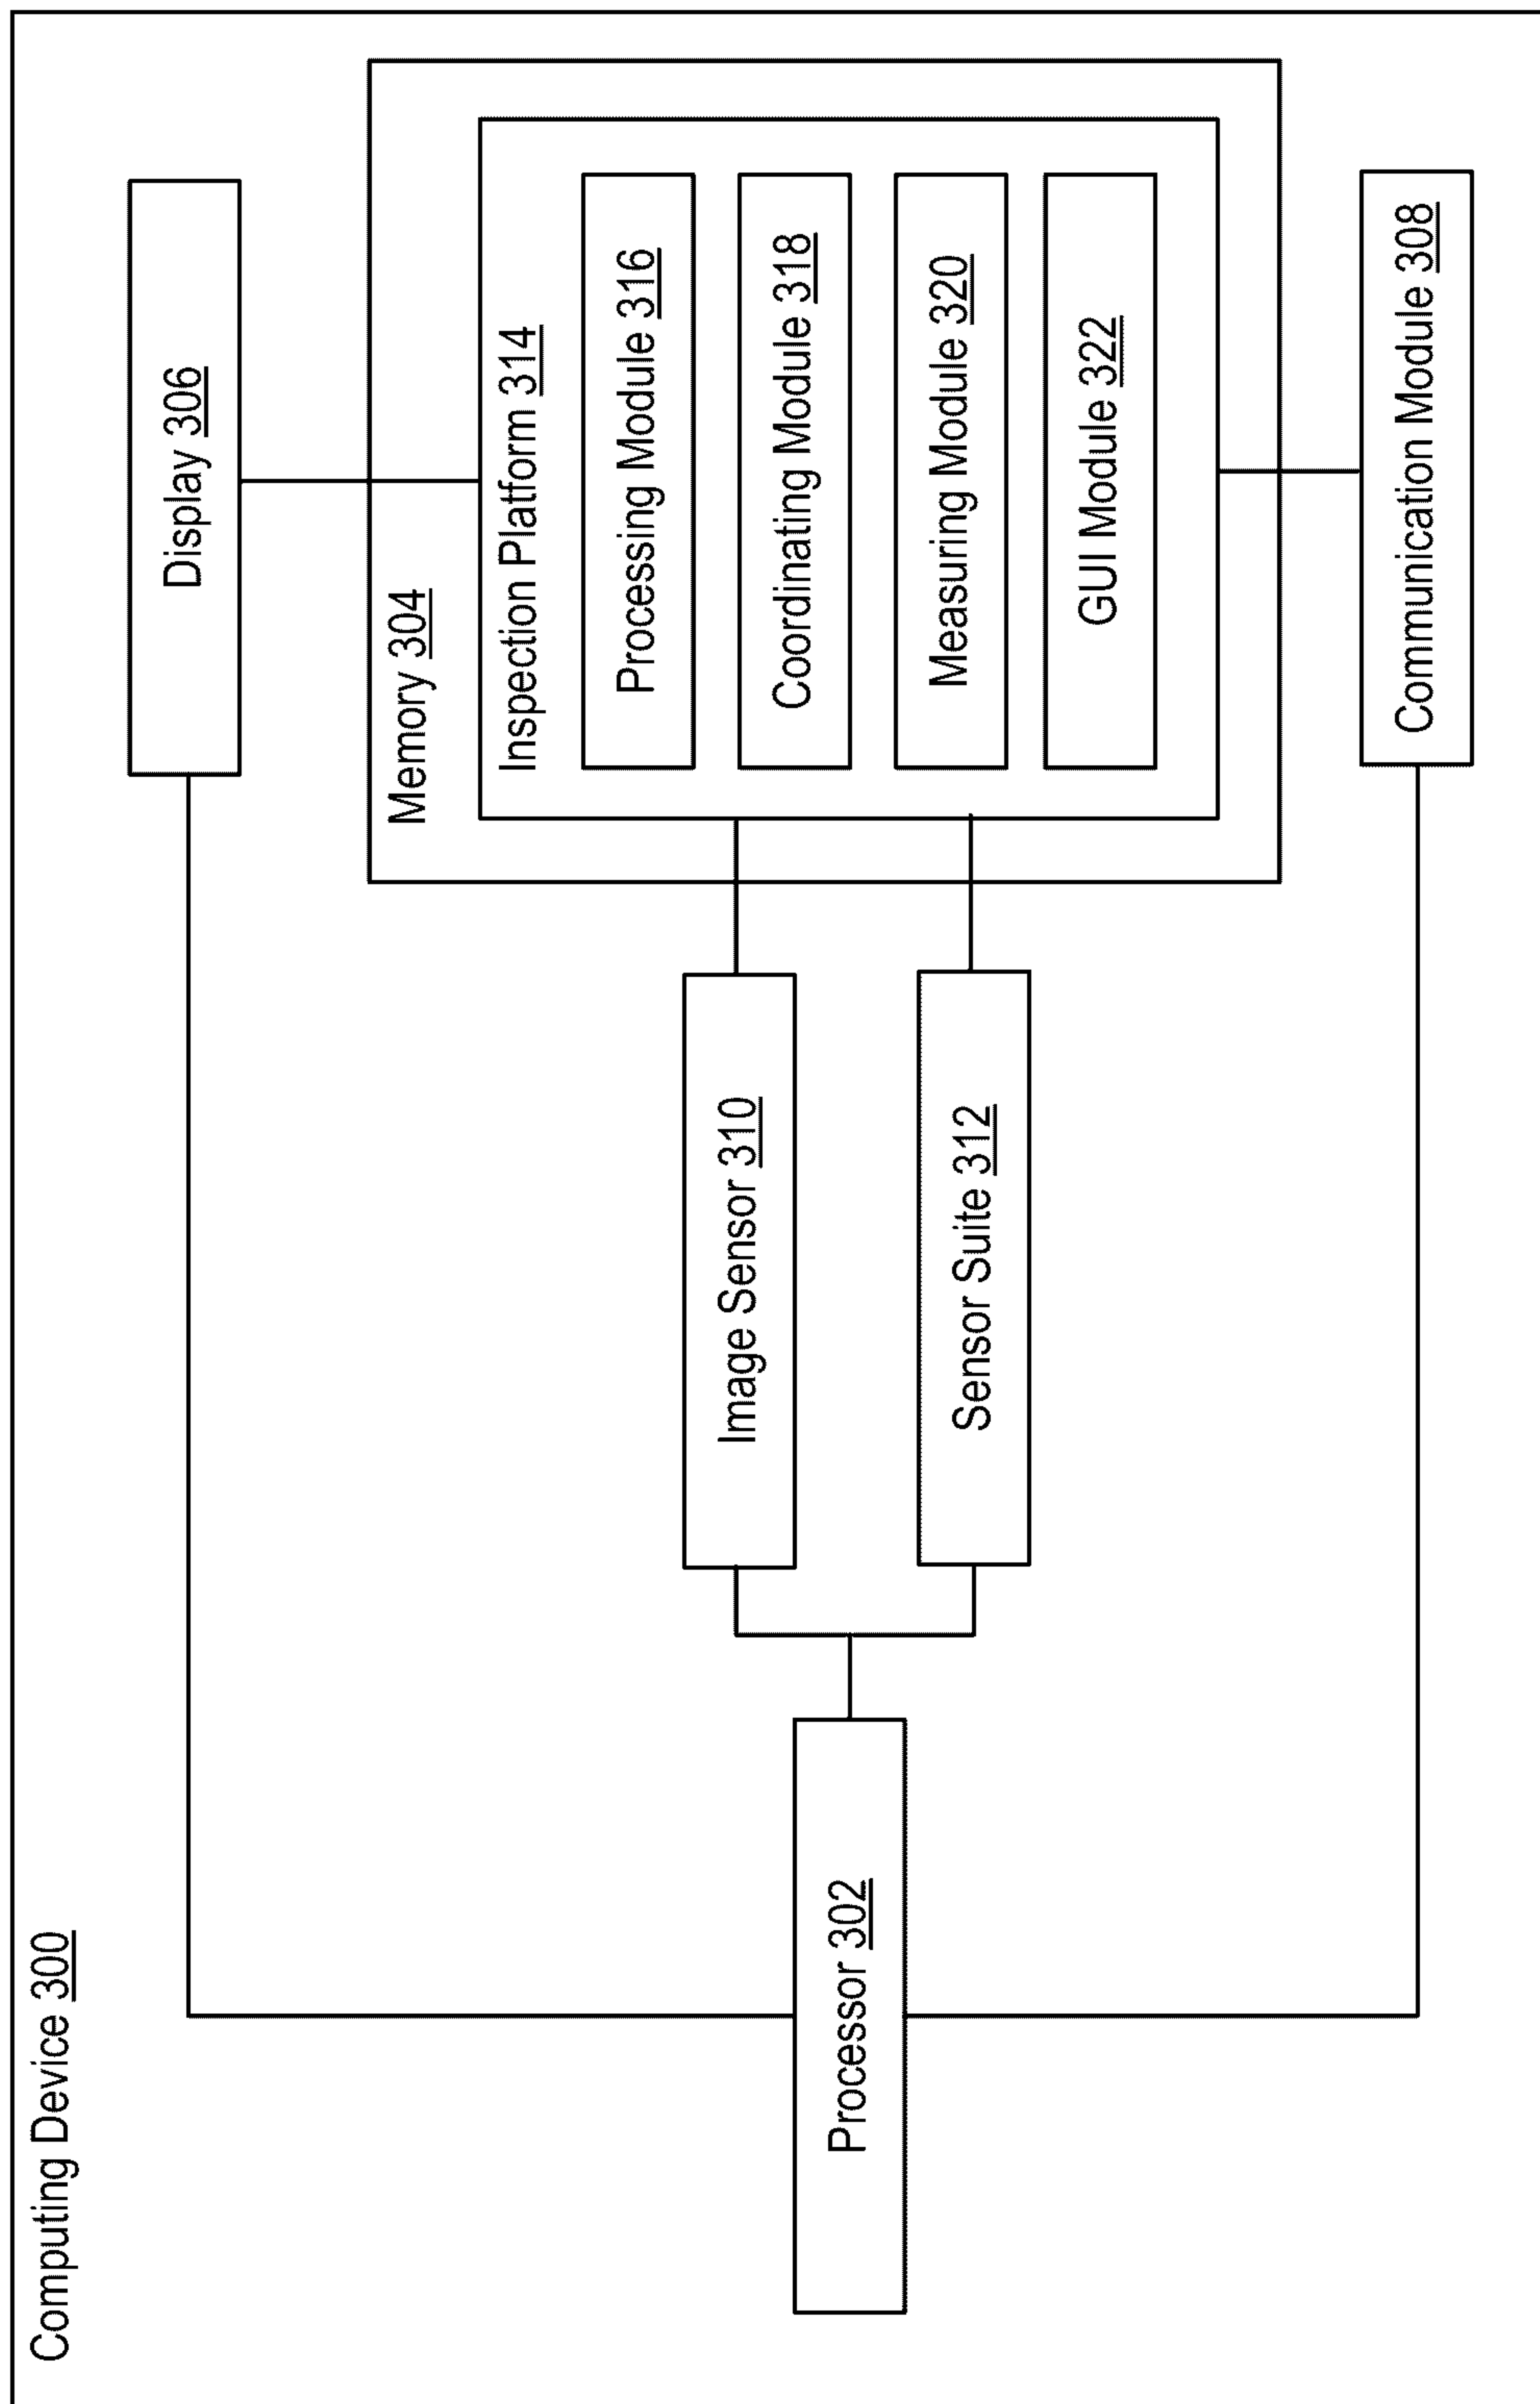 Computing Device 300
Display 306
Memory 304
Inspection Platform 314
Processing Module 316
Coordinating Module 318
Measuring Module 320
GUI Module 322
Image Sensor 310
Sensor Suite 312
Processor 302
Communication Module 308